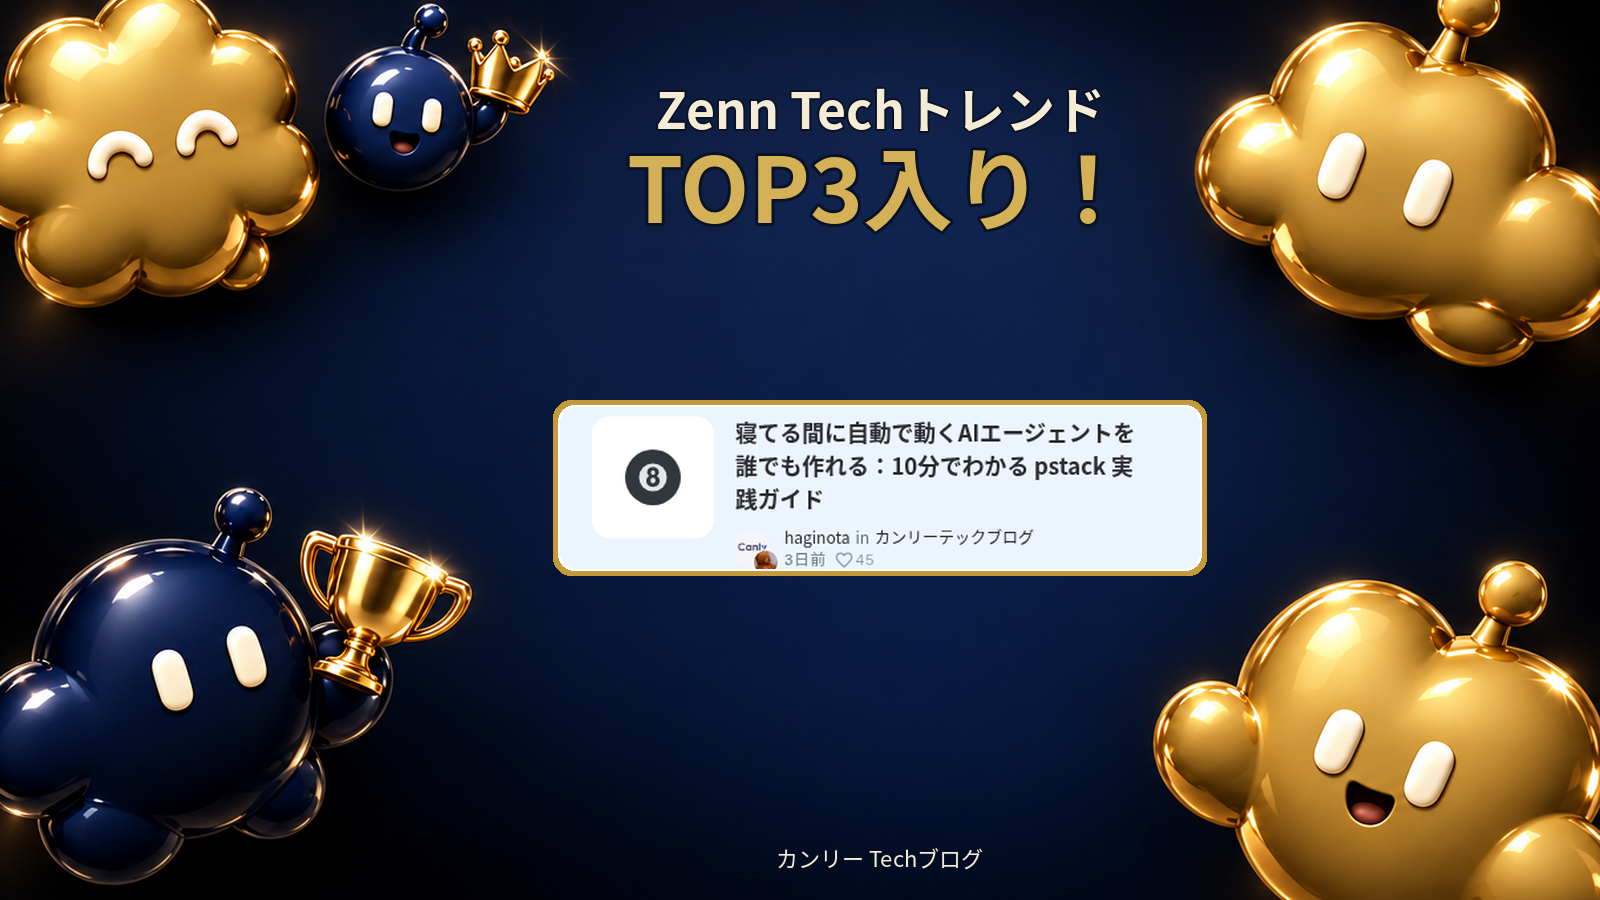 Zenn Techトレンド
TOP3入り！
8
寝てる間に自動で動くAIエージェントを
誰でも作れる：10分でわかる pstack 実
践ガイド
Canly
haginota in カンリーテックブログ
3日前 ♡45
カンリー Techブログ